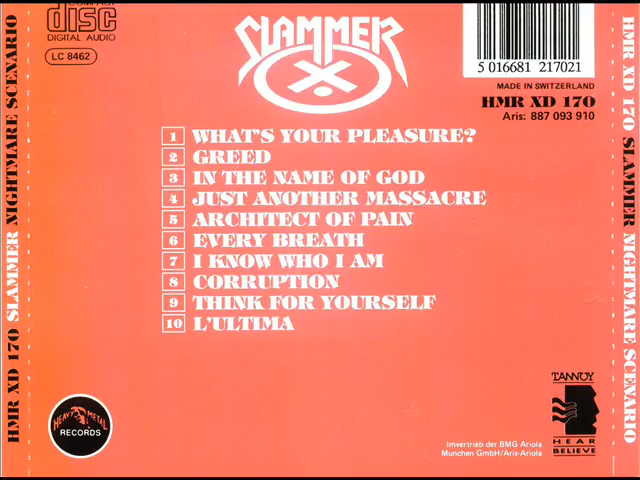 HMR XD 170 SLAMMER NIGHTMARE SCENARIO
COMPACT
disc
DIGITAL AUDIO
LC 8462
SLAMMER
5 016681 217021
MADE IN SWITZERLAND
HMR XD 170
Aris: 887 093 910
1 WHAT'S YOUR PLEASURE?
2 GREED
3 IN THE NAME OF GOD
4 JUST ANOTHER MASSACRE
5 ARCHITECT OF PAIN
6 EVERY BREATH
7 I KNOW WHO I AM
8 CORRUPTION
9 THINK FOR YOURSELF
10 L'ULTIMA
HEAVY METAL
RECORDS
Imvertrieb der BMG Ariola
Munchen GmbH/Aris-Ariola
TANNOY
HEAR
BELIEVE
HMR XD 170 SLAMMER NIGHTMARE SCENARIO